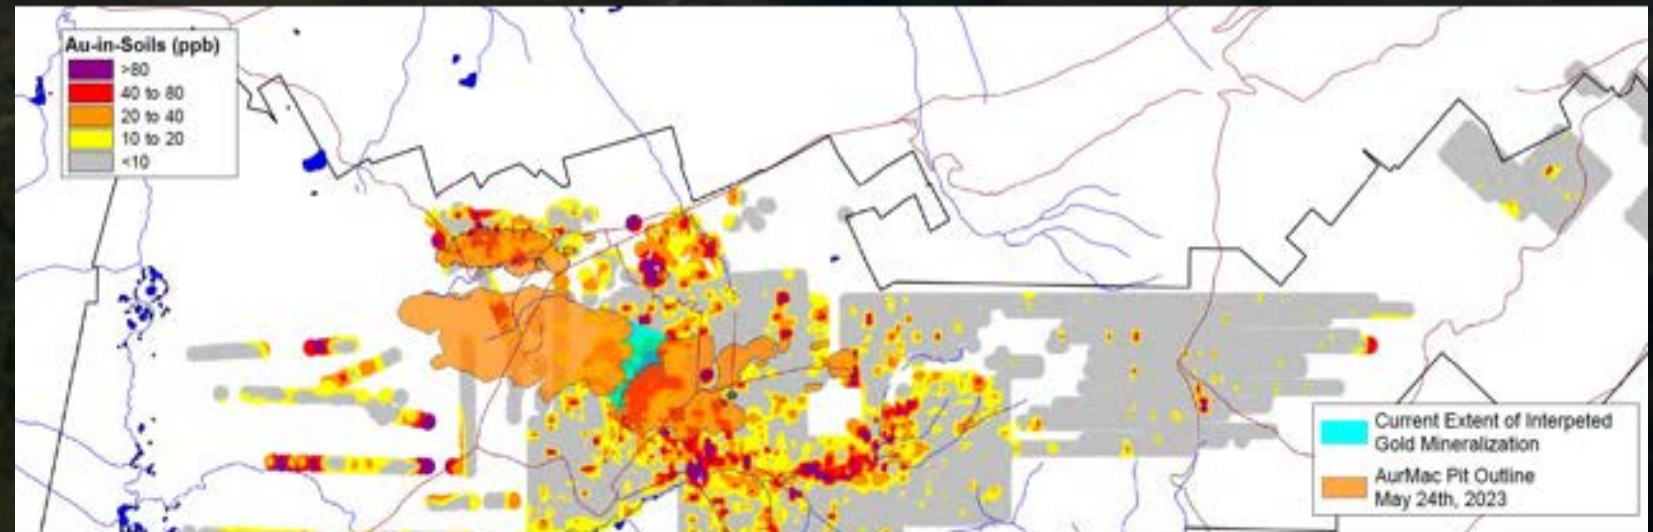 Au-in-Soils (ppb)
>80
40 to 80
20 to 40
10 to 20
<10
Current Extent of Interpeted
Gold Mineralization
AurMac Pit Outline
May 24th, 2023